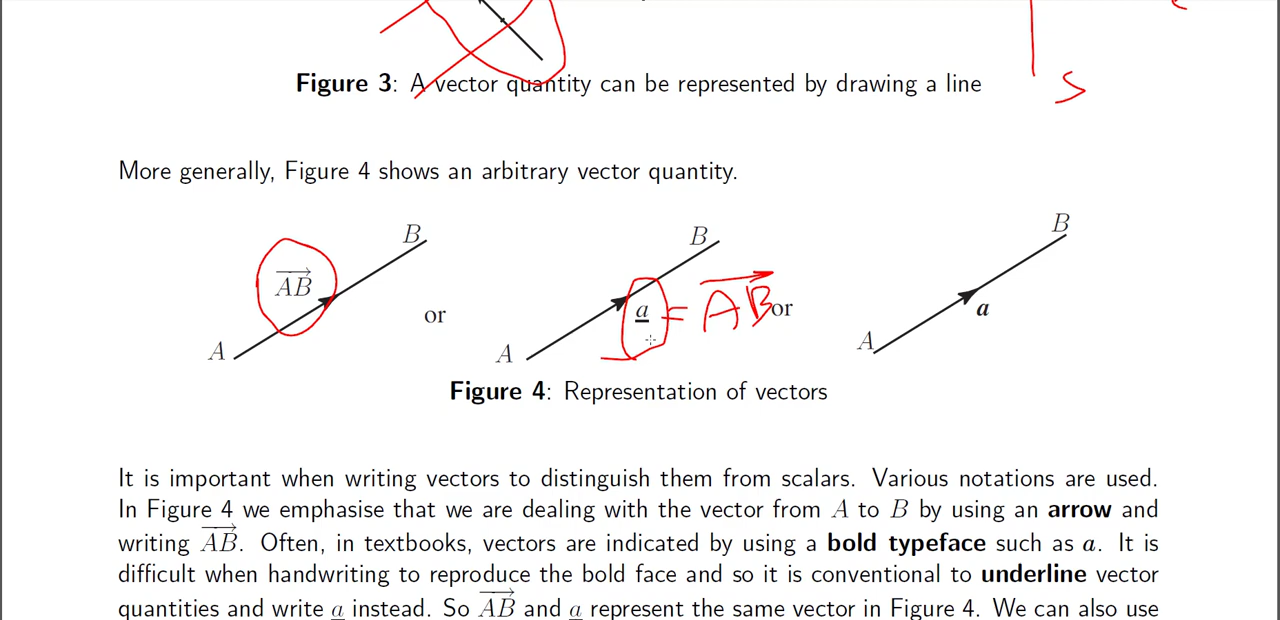 S
Figure 3: A vector quantity can be represented by drawing a line
More generally, Figure 4 shows an arbitrary vector quantity.
B B B
AB a = AB a
or or
A A A
Figure 4: Representation of vectors
It is important when writing vectors to distinguish them from scalars. Various notations are used.
In Figure 4 we emphasise that we are dealing with the vector from A to B by using an arrow and
writing AB. Often, in textbooks, vectors are indicated by using a bold typeface such as a. It is
difficult when handwriting to reproduce the bold face and so it is conventional to underline vector
quantities and write a instead. So AB and a represent the same vector in Figure 4. We can also use